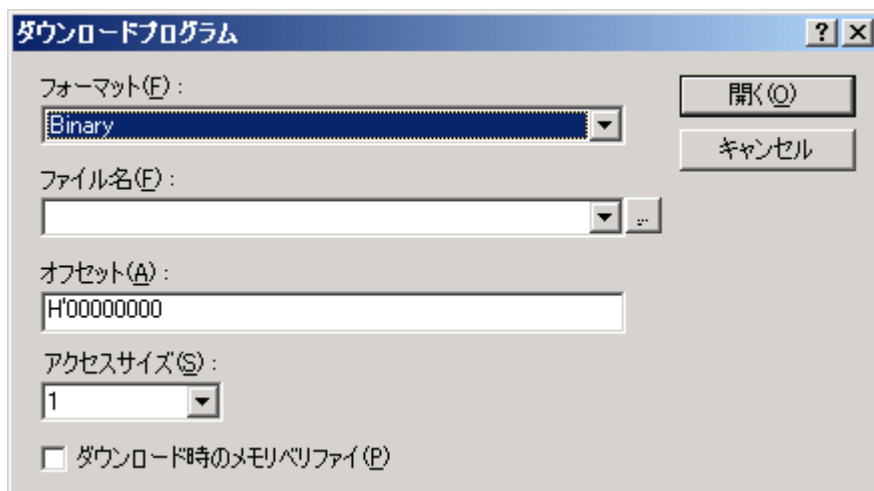 ダウンロードプログラム
フォーマット(F) :
Binary
開く(O)
キャンセル
ファイル名(F) :
...
オフセット(A) :
H'00000000
アクセスサイズ(S) :
1
ダウンロード時のメモリベリファイ(P)